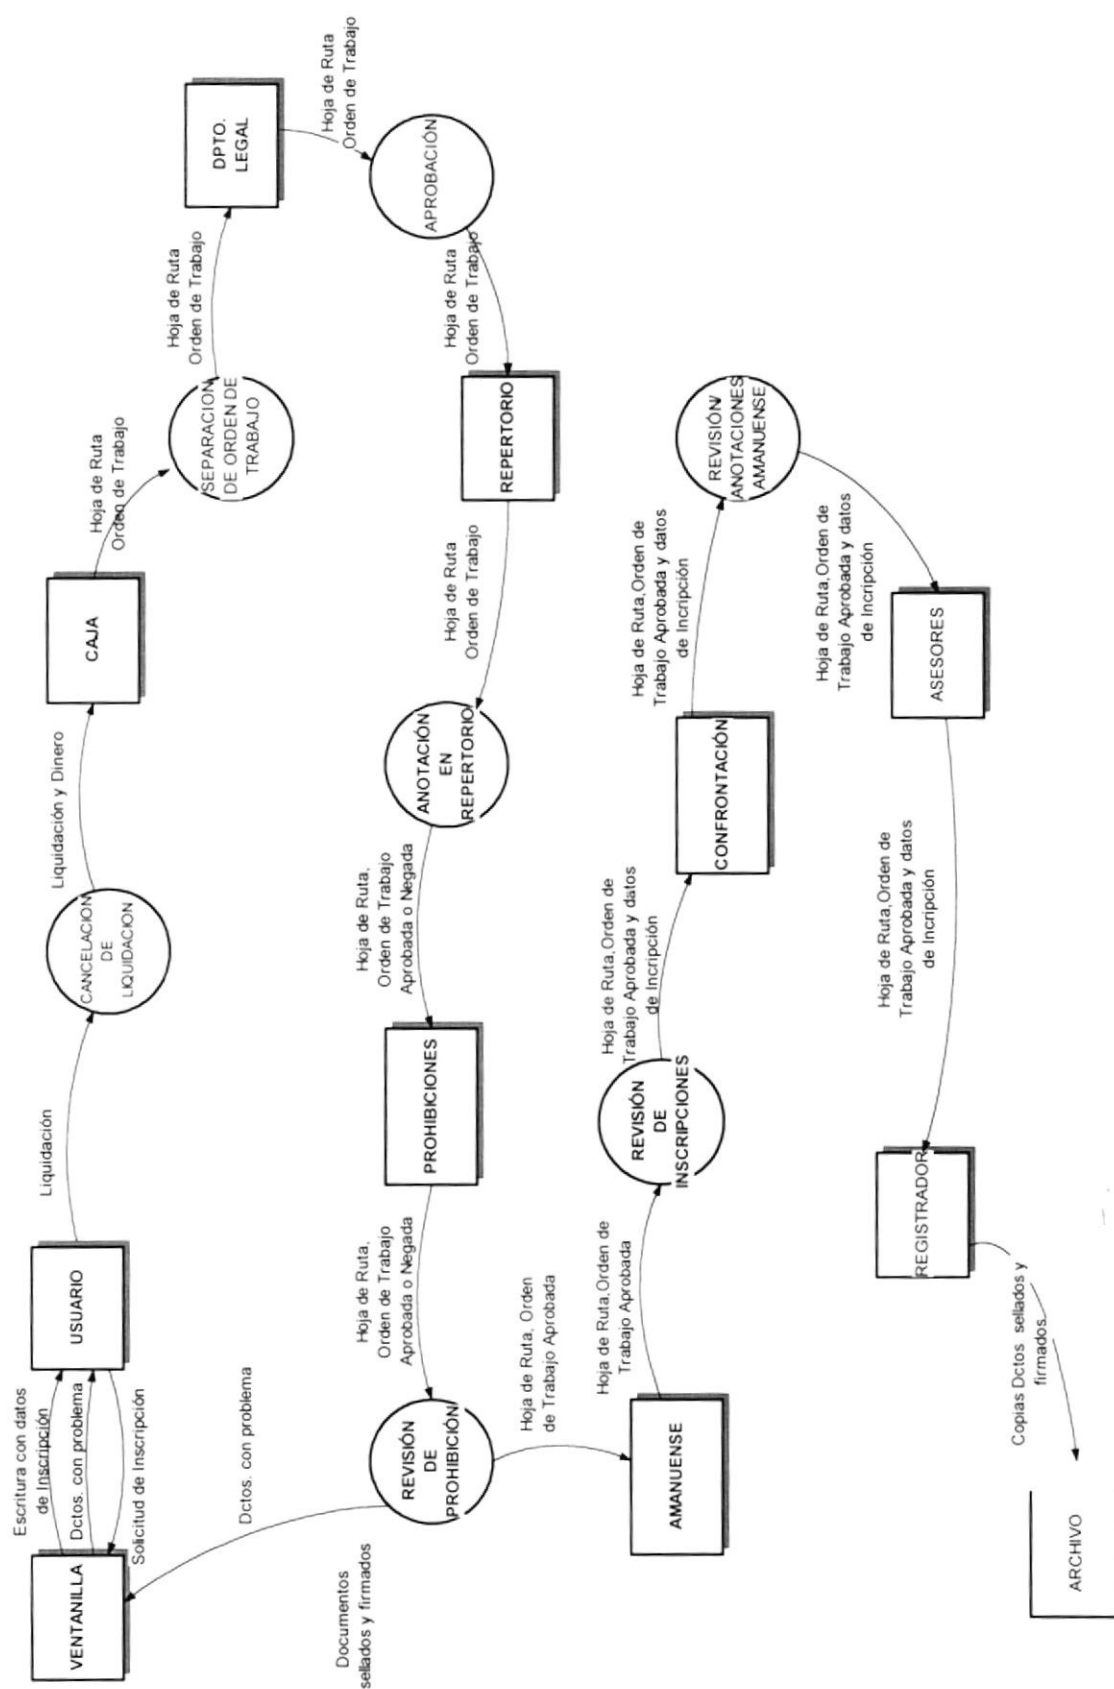 Escritura con datos
de Inscripción
VENTANILLA
Dctos. con problema
USUARIO
Solicitud de Inscripción
Liquidación
CANCELACION
DE
LIQUIDACION
Liquidación y Dinero
CAJA
Hoja de Ruta
Orden de Trabajo
SEPARACION
DE ORDEN DE
TRABAJO
Hoja de Ruta
Orden de Trabajo
DPTO.
LEGAL
Hoja de Ruta
Orden de Trabajo
APROBACIÓN
Hoja de Ruta
Orden de Trabajo
REPERTORIO
Hoja de Ruta
Orden de Trabajo
ANOTACIÓN
EN
REPERTORIO
Hoja de Ruta,
Orden de Trabajo
Aprobada o Negada
PROHIBICIONES
Hoja de Ruta,
Orden de Trabajo
Aprobada o Negada
REVISIÓN
DE
PROHIBICIÓN
Dctos. con problema
Documentos
sellados y firmados
Hoja de Ruta, Orden
de Trabajo Aprobada
AMANUENSE
Hoja de Ruta,Orden de
Trabajo Aprobada
REVISIÓN
DE
INSCRIPCIONES
Hoja de Ruta,Orden de
Trabajo Aprobada y datos
de Incripción
CONFRONTACIÓN
Hoja de Ruta,Orden de
Trabajo Aprobada y datos
de Incripción
REVISIÓN/
ANOTACIONES
AMANUENSE
Hoja de Ruta,Orden de
Trabajo Aprobada y datos
de Incripción
ASESORES
Hoja de Ruta,Orden de
Trabajo Aprobada y datos
de Incripción
REGISTRADOR
Copias Dctos sellados y
firmados
ARCHIVO